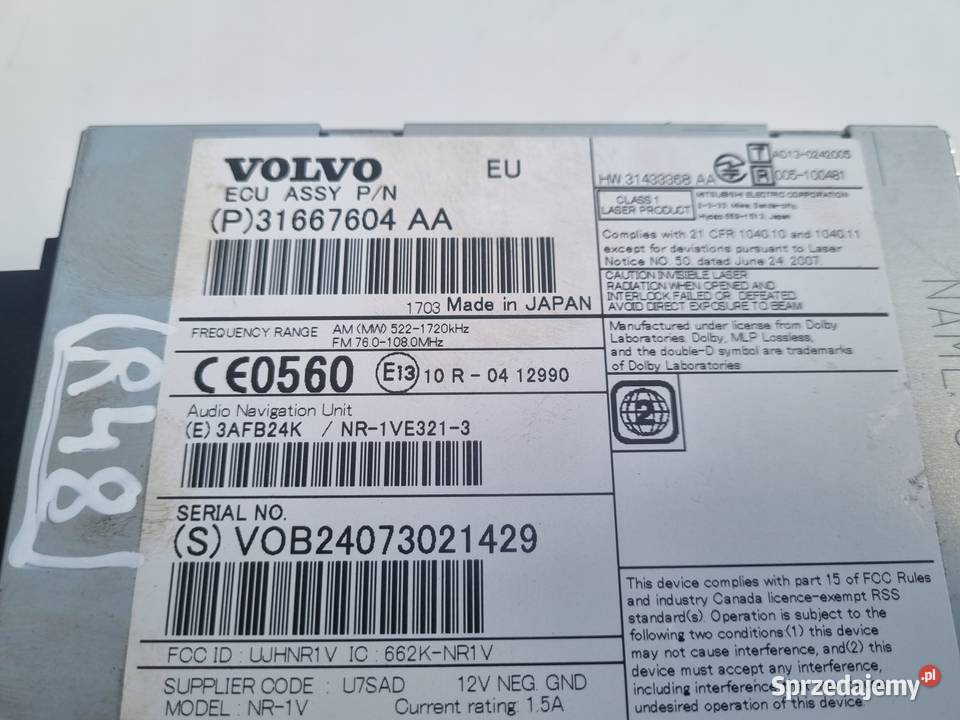 VOLVO EU
ECU ASSY P/N
(P)31667604 AA
1703 Made in JAPAN
FREQUENCY RANGE AM (MW) 522-1720kHz
FM 76.0-108.0MHz
CE0560 E13 10 R - 04 12990
Audio Navigation Unit
(E) 3AFB24K / NR-1VE321-3
SERIAL NO.
(S) VOB24073021429
FCC ID : UJHNR1V IC : 662K-NR1V
SUPPLIER CODE : U7SAD 12V NEG. GND
MODEL : NR-1V Current rating: 1.5A
HW 31433368 AA
T AD13-0242005
R 005-100481
CLASS 1
LASER PRODUCT
MITSUBISHI ELECTRIC CORPORATION
Complies with 21 CFR 1040.10 and 1040.11
except for deviations pursuant to Laser
Notice NO. 50. dated June 24, 2007.
CAUTION INVISIBLE LASER
RADIATION WHEN OPENED AND
INTERLOCK FAILED OR DEFEATED.
AVOID DIRECT EXPOSURE TO BEAM
Manufactured under license from Dolby
Laboratories. Dolby, MLP Lossless,
and the double-D symbol are trademarks
of Dolby Laboratories
2
This device complies with part 15 of FCC Rules
and industry Canada licence-exempt RSS
standard(s). Operation is subject to the
following two conditions:(1) this device
may not cause interference, and(2) this
device must accept any interference,
including interference
undesired operation of this device.
R48
Sprzedajemy.pl